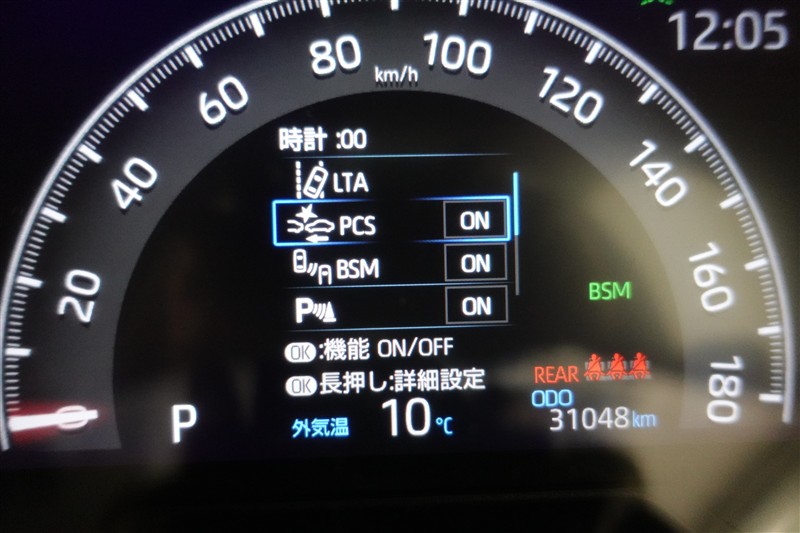 12:05
0
20
40
60
80
100
120
140
160
180
km/h
時計 :00
LTA
PCS ON
BSM ON
P ON
OK:機能 ON/OFF
OK長押し:詳細設定
BSM
REAR
ODO
31048km
P
外気温 10℃